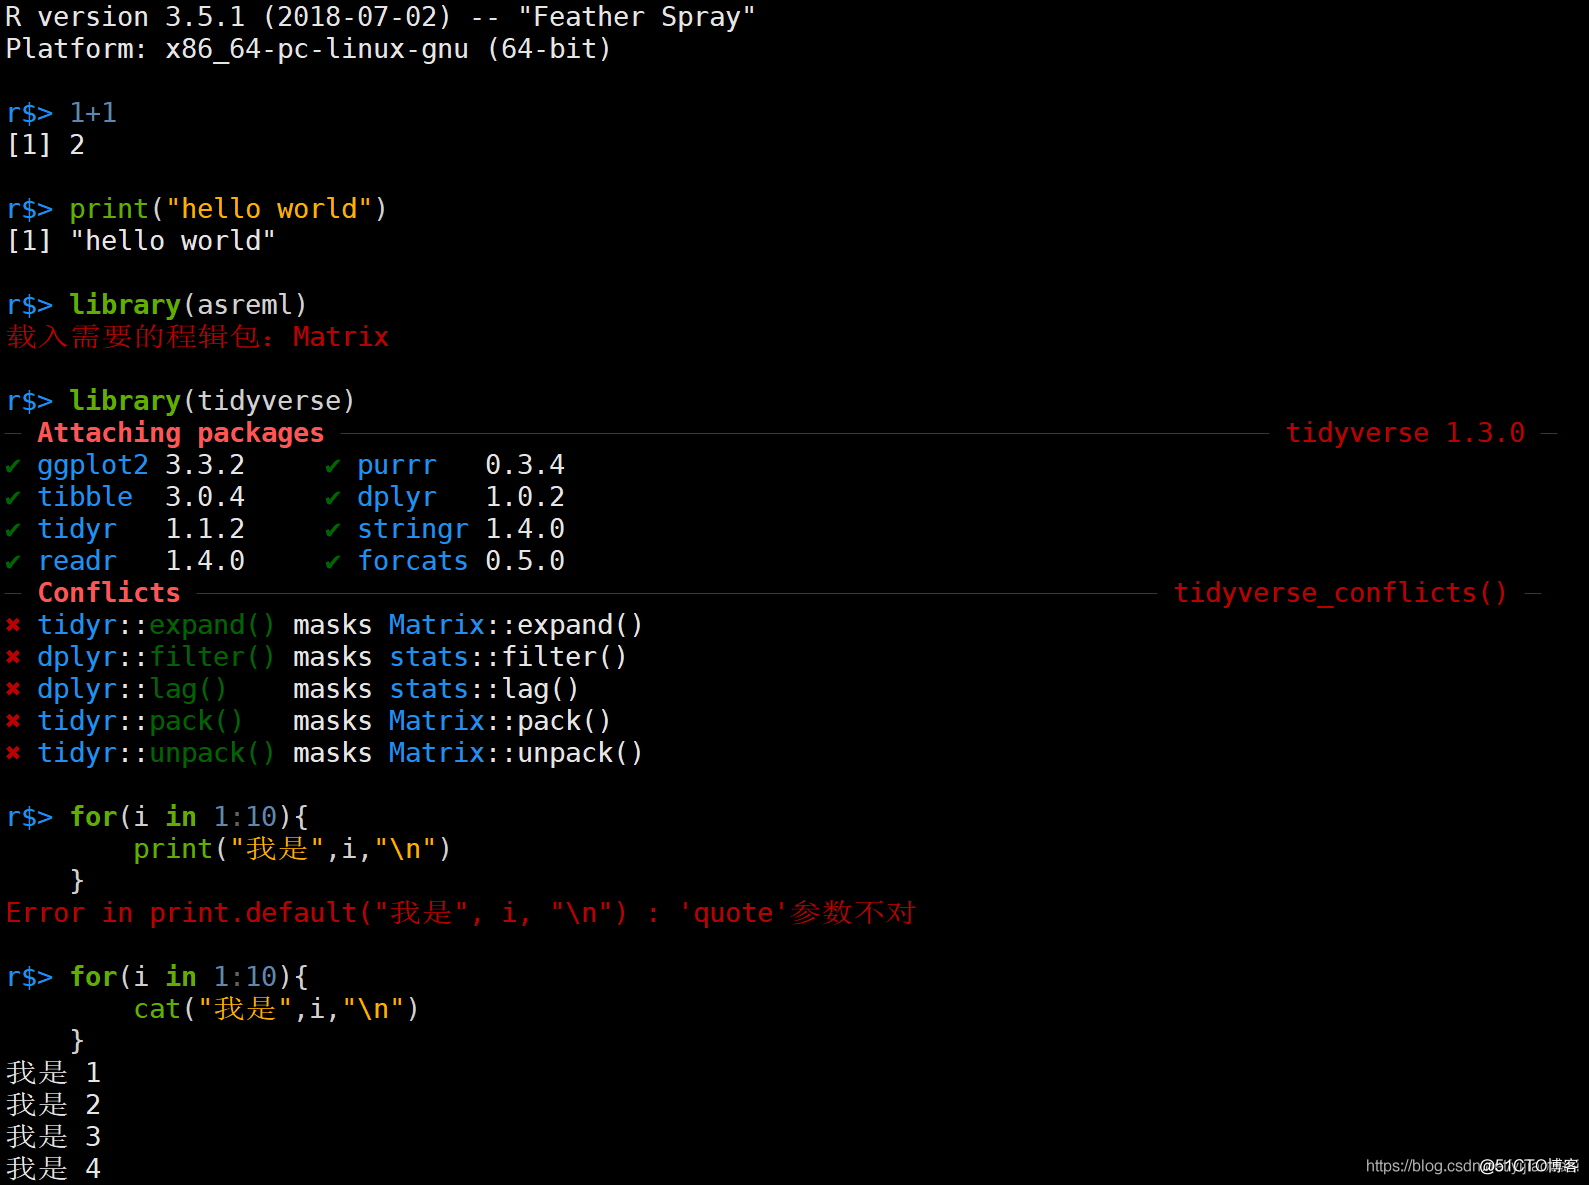 R version 3.5.1 (2018-07-02) -- "Feather Spray"
Platform: x86_64-pc-linux-gnu (64-bit)
r$> 1+1
[1] 2
r$> print("hello world")
[1] "hello world"
r$> library(asreml)
载入需要的程辑包：Matrix
r$> library(tidyverse)
─ Attaching packages ─ tidyverse 1.3.0 ─
✔ ggplot2 3.3.2     ✔ purrr   0.3.4
✔ tibble  3.0.4     ✔ dplyr   1.0.2
✔ tidyr   1.1.2     ✔ stringr 1.4.0
✔ readr   1.4.0     ✔ forcats 0.5.0
─ Conflicts ─ tidyverse_conflicts() ─
✖ tidyr::expand() masks Matrix::expand()
✖ dplyr::filter() masks stats::filter()
✖ dplyr::lag()    masks stats::lag()
✖ tidyr::pack()   masks Matrix::pack()
✖ tidyr::unpack() masks Matrix::unpack()
r$> for(i in 1:10){
        print("我是",i,"\n")
    }
Error in print.default("我是", i, "\n") : 'quote'参数不对
r$> for(i in 1:10){
        cat("我是",i,"\n")
    }
我是 1
我是 2
我是 3
我是 4
https://blog.csdn @51CTO博客